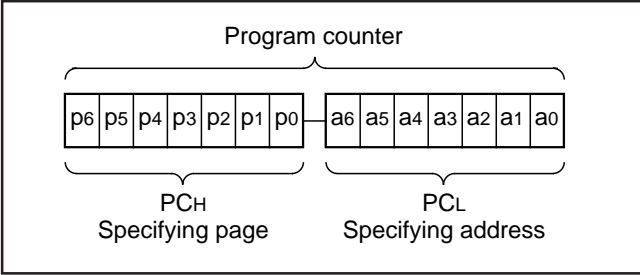 Program counter
p6 p5 p4 p3 p2 p1 p0 a6 a5 a4 a3 a2 a1 a0
PCH PCL
Specifying page Specifying address